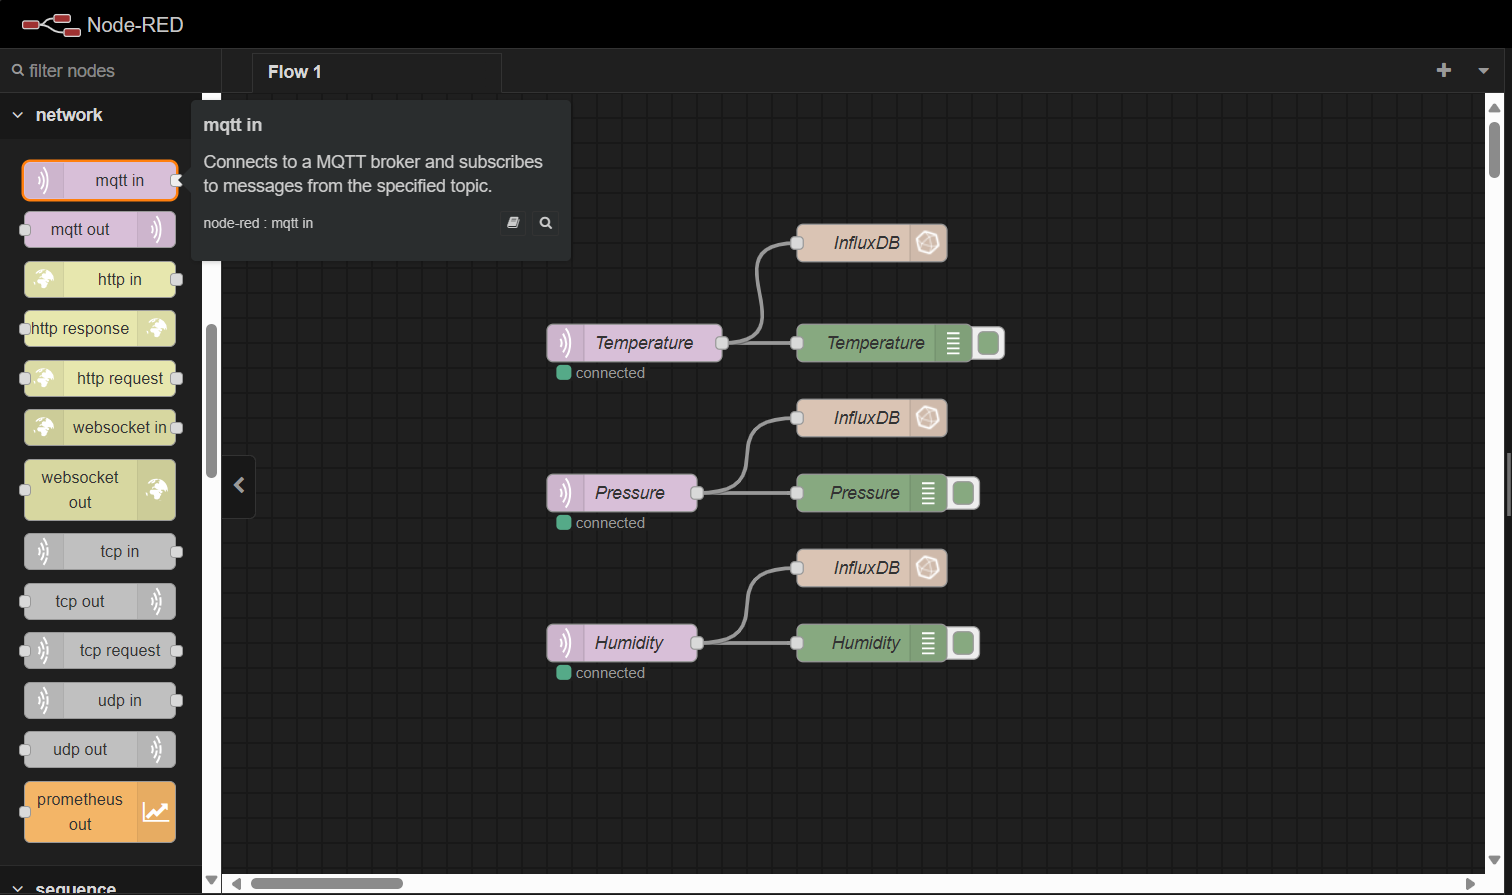 Node-RED
filter nodes
Flow 1
network
mqtt in
Connects to a MQTT broker and subscribes
to messages from the specified topic.
node-red : mqtt in
mqtt in
mqtt out
http in
http response
http request
websocket in
websocket
out
tcp in
tcp out
tcp request
udp in
udp out
prometheus
out
sequence
InfluxDB
Temperature
Temperature
connected
InfluxDB
Pressure
Pressure
connected
InfluxDB
Humidity
Humidity
connected